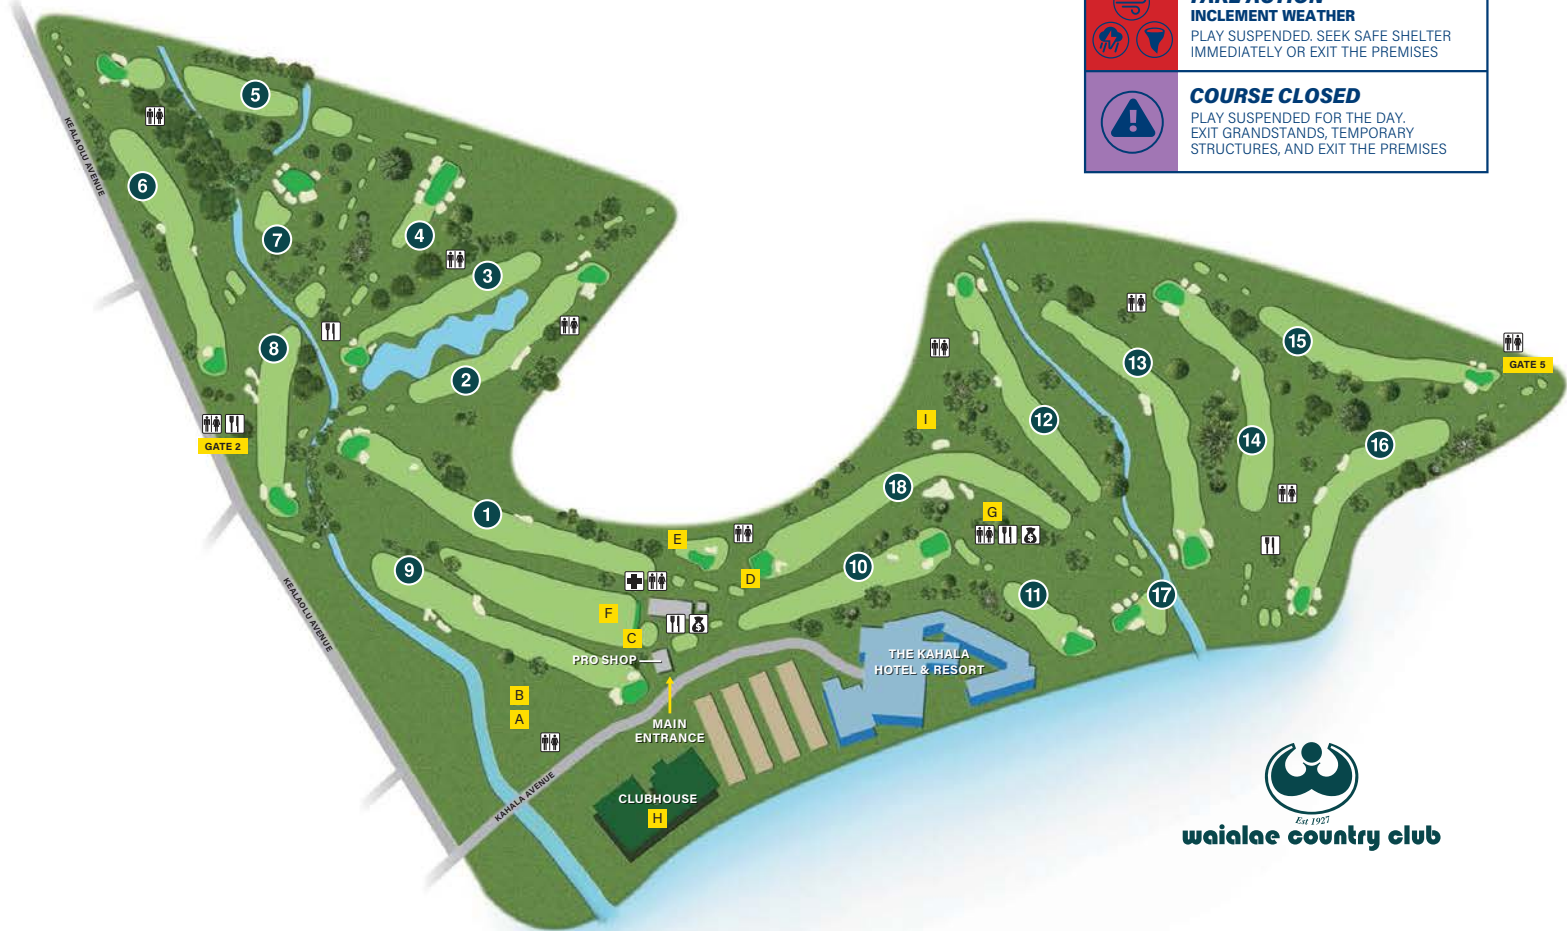 TAKE ACTION
INCLEMENT WEATHER
PLAY SUSPENDED. SEEK SAFE SHELTER
IMMEDIATELY OR EXIT THE PREMISES
COURSE CLOSED
PLAY SUSPENDED FOR THE DAY.
EXIT GRANDSTANDS, TEMPORARY
STRUCTURES, AND EXIT THE PREMISES
KEALAOLU AVENUE
5
6
7
4
3
8
2
GATE 2
1
9
KEALAOLU AVENUE
15
GATE 5
13
12
14
16
I
18
G
E
D
10
11
17
F
C
PRO SHOP
THE KAHALA
HOTEL & RESORT
B
A
MAIN
ENTRANCE
KAHALA AVENUE
CLUBHOUSE
H
Est 1927
waialae country club